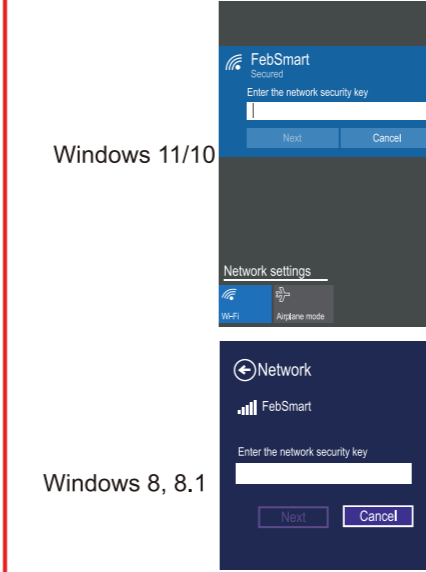 FebSmart
Secured
Enter the network security key
Next Cancel
Windows 11/10
Network settings
Wi-Fi Airplane mode
Network
FebSmart
Enter the network security key
Windows 8, 8.1
Next Cancel